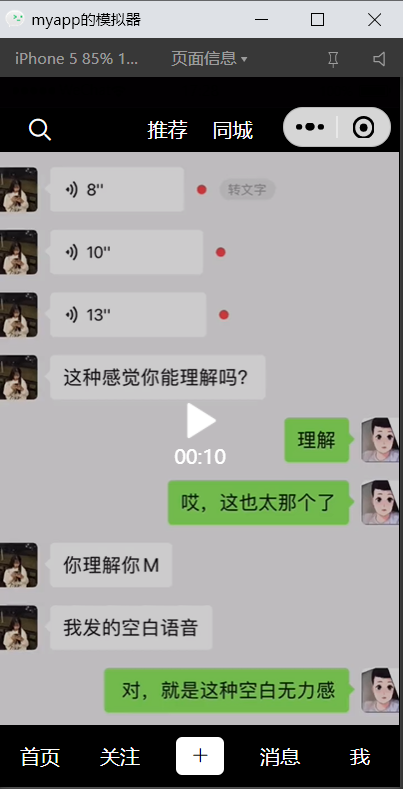 myapp的模拟器
iPhone 5 85% 1...
页面信息
推荐 同城
8"
转文字
10"
13"
这种感觉你能理解吗？
理解
00:10
哎，这也太那个了
你理解你M
我发的空白语音
对，就是这种空白无力感
首页 关注 + 消息 我